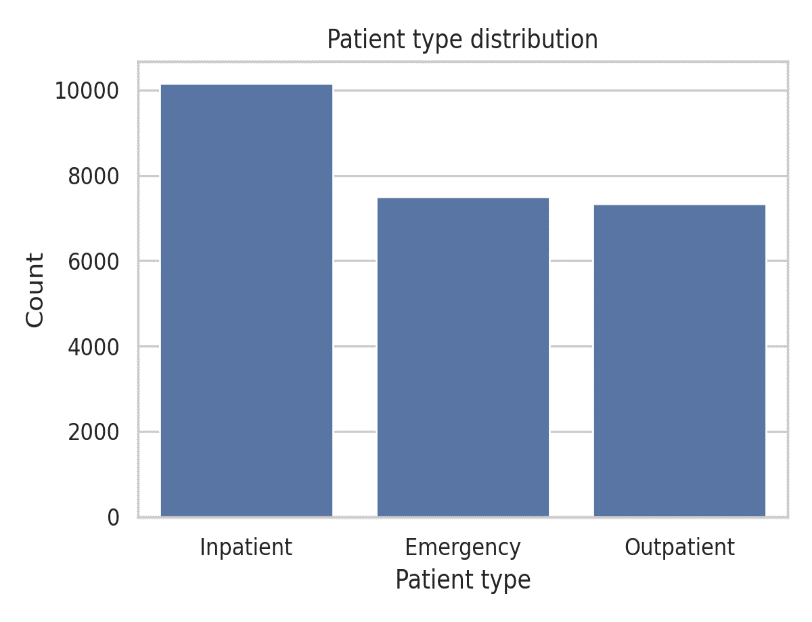 Patient type distribution
10000
8000
6000
4000
2000
0
Count
Inpatient
Emergency
Outpatient
Patient type